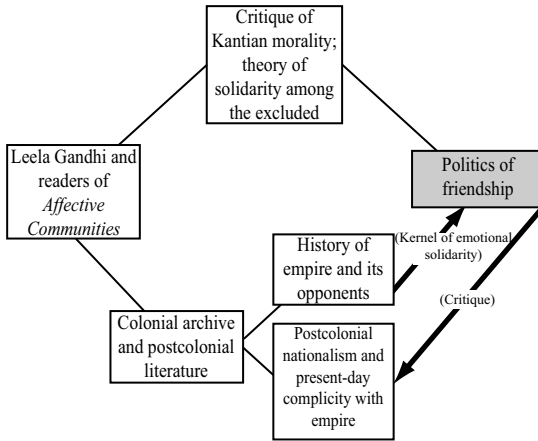 Critique of
Kantian morality;
theory of
solidarity among
the excluded
Leela Gandhi and
readers of
Affective
Communities
Politics of
friendship
(Kernel of emotional
solidarity)
History of
empire and its
opponents
(Critique)
Colonial archive
and postcolonial
literature
Postcolonial
nationalism and
present-day
complicity with
empire